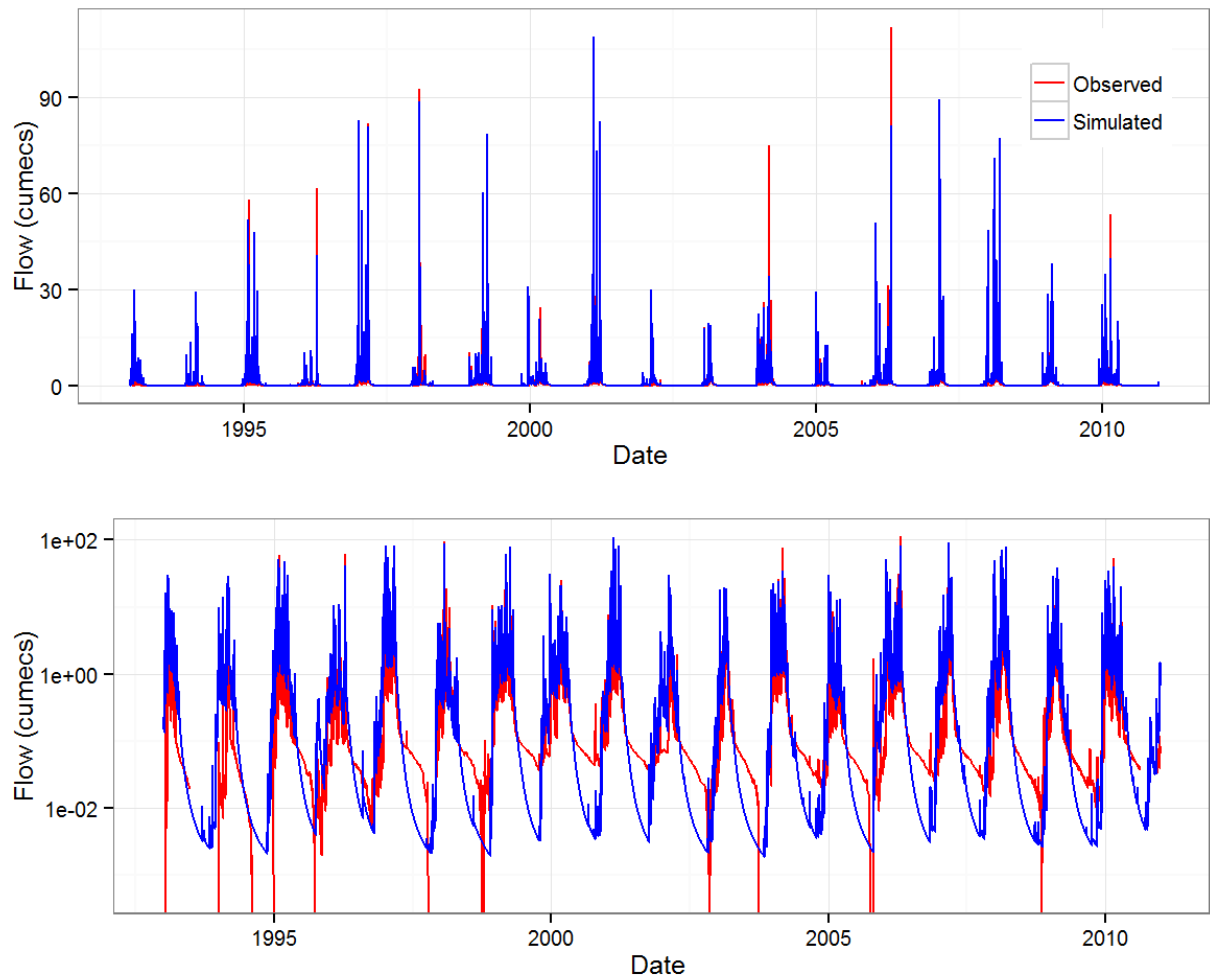 90
60
30
0
Flow (cumecs)
Observed
Simulated
1995
2000
2005
2010
Date
1e+02
1e+00
1e-02
Flow (cumecs)
1995
2000
2005
2010
Date